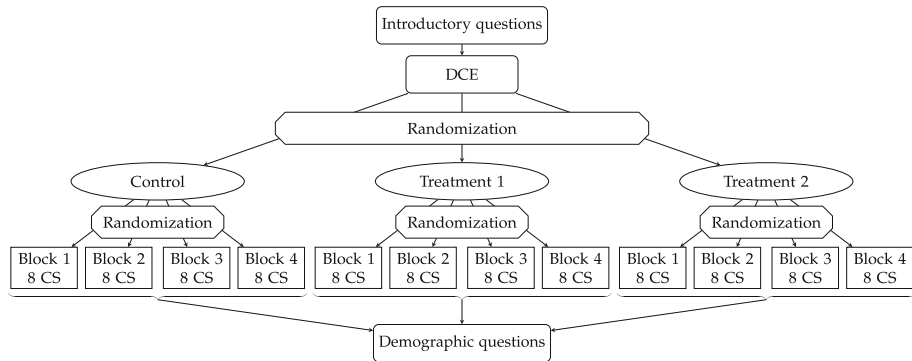 Introductory questions
DCE
Randomization
Control
Treatment 1
Treatment 2
Randomization
Randomization
Randomization
Block 1
8 CS
Block 2
8 CS
Block 3
8 CS
Block 4
8 CS
Block 1
8 CS
Block 2
8 CS
Block 3
8 CS
Block 4
8 CS
Block 1
8 CS
Block 2
8 CS
Block 3
8 CS
Block 4
8 CS
Demographic questions